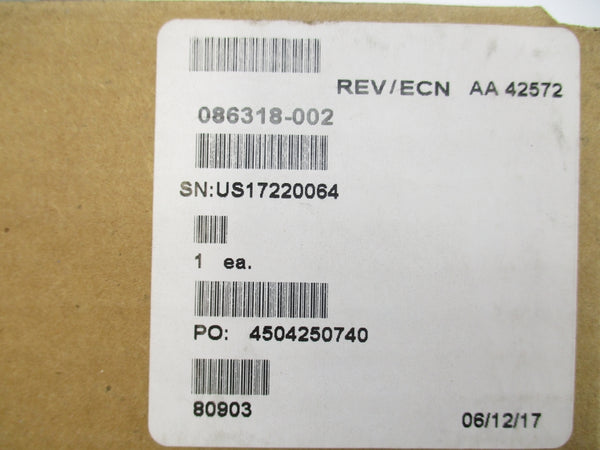 REV/ECN AA 42572
086318-002
SN:US17220064
1 ea.
PO: 4504250740
80903
06/12/17